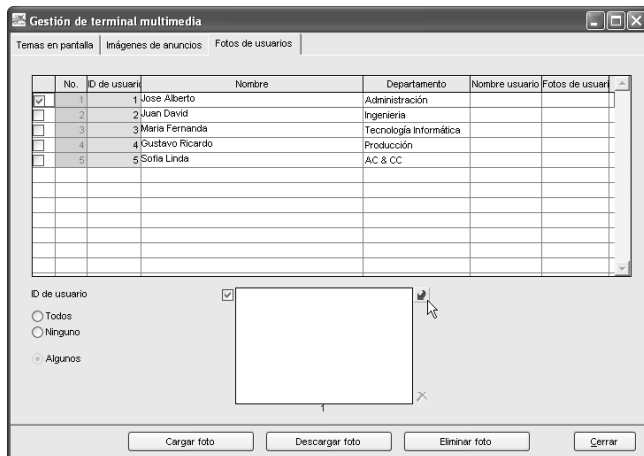 Gestión de terminal multimedia
Temas en pantalla Imágenes de anuncios Fotos de usuarios
No. ID de usuario Nombre Departamento Nombre usuario Fotos de usuari
1 1 Jose Alberto Administración
2 2 Juan David Ingenieria
3 3 Maria Fernanda Tecnología Informática
4 4 Gustavo Ricardo Producción
5 5 Sofia Linda AC & CC
ID de usuario
Todos
Ninguno
Algunos
1
Cargar foto Descargar foto Eliminar foto Cerrar